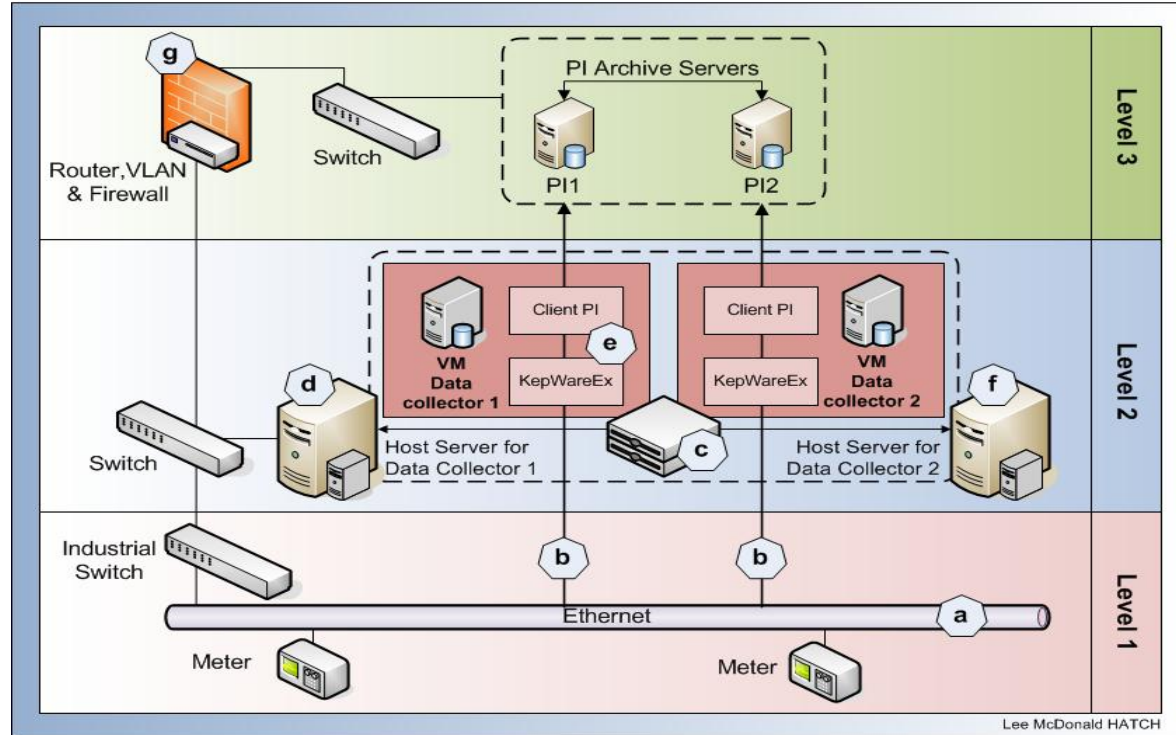 g
Router,VLAN
& Firewall
Switch
PI Archive Servers
PI1
PI2
Level 3
VM
Data
collector 1
Client PI
e
KepWareEx
Client PI
KepWareEx
VM
Data
collector 2
d
f
c
Switch
Host Server for
Data Collector 1
Host Server for
Data Collector 2
Level 2
Industrial
Switch
b
b
Ethernet
a
Meter
Meter
Level 1
Lee McDonald HATCH